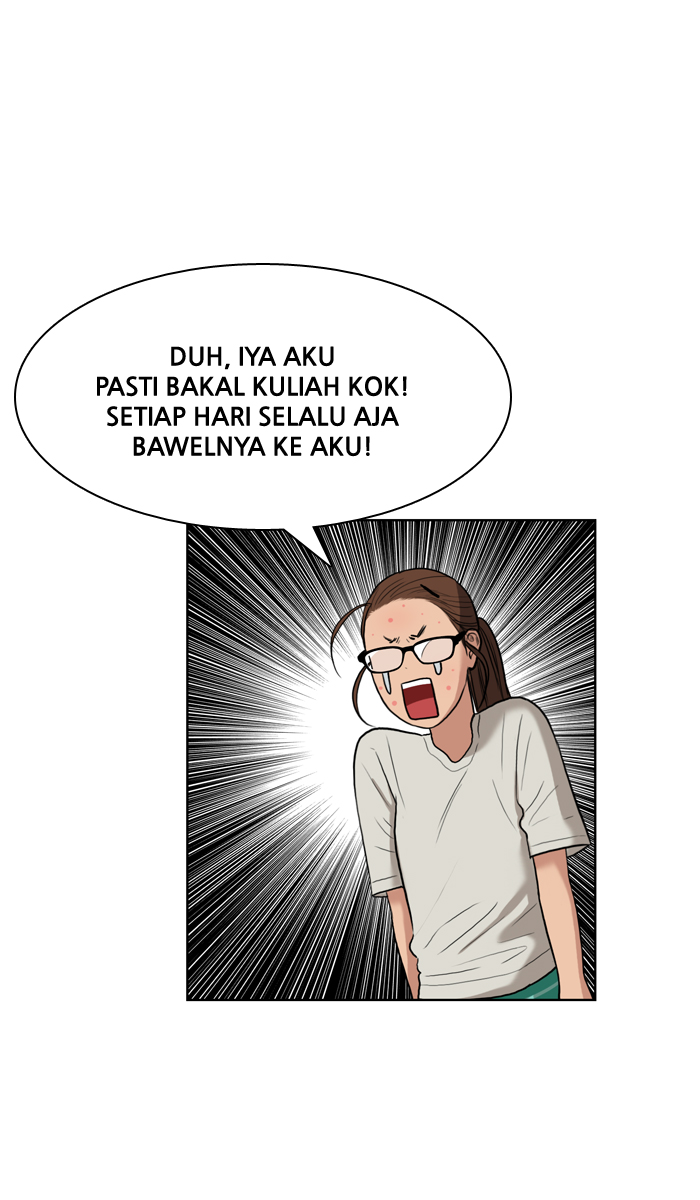 DUH, IYA AKU
PASTI BAKAL KULIAH KOK!
SETIAP HARI SELALU AJA
BAWELNYA KE AKU!